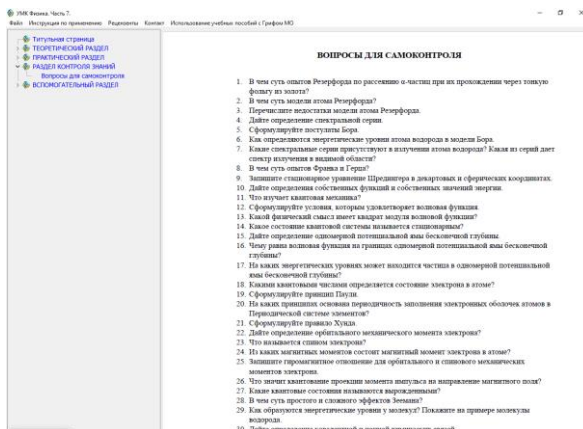 УМК Физика. Часть 7.
Файл Инструкция по применению Рецензенты Контакт Использование учебных пособий с Грифом МО
Титульная страница
ТЕОРЕТИЧЕСКИЙ РАЗДЕЛ
ПРАКТИЧЕСКИЙ РАЗДЕЛ
РАЗДЕЛ КОНТРОЛЯ ЗНАНИЙ
Вопросы для самоконтроля
ВСПОМОГАТЕЛЬНЫЙ РАЗДЕЛ
ВОПРОСЫ ДЛЯ САМОКОНТРОЛЯ
1. В чем суть опытов Резерфорда по рассеянию α-частиц при их прохождении через тонкую
фольгу из золота?
2. В чем суть модели атома Резерфорда?
3. Перечислите недостатки модели атома Резерфорда.
4. Дайте определение спектральной серии.
5. Сформулируйте постулаты Бора.
6. Как определяются энергетические уровни атома водорода в модели Бора.
7. Какие спектральные серии присутствуют в излучении атома водорода? Какая из серий дает
спектр излучения в видимой области?
8. В чем суть опытов Франка и Герца?
9. Запишите стационарное уравнение Шредингера в декартовых и сферических координатах.
10. Дайте определения собственных функций и собственных значений энергии.
11. Что изучает квантовая механика?
12. Сформулируйте условия, которым удовлетворяет волновая функция.
13. Какой физический смысл имеет квадрат модуля волновой функции?
14. Какое состояние квантовой системы называется стационарным?
15. Дайте определение одномерной потенциальной ямы бесконечной глубины.
16. Чему равна волновая функция на границах одномерной потенциальной ямы бесконечной
глубины?
17. На каких энергетических уровнях может находится частица в одномерной потенциальной
яме бесконечной глубины?
18. Какими квантовыми числами определяется состояние электрона в атоме?
19. Сформулируйте принцип Паули.
20. На каких принципах основана периодичность заполнения электронных оболочек атомов в
Периодической системе элементов?
21. Сформулируйте правило Хунда.
22. Дайте определение орбитального механического момента электрона?
23. Что называется спином электрона?
24. Из каких магнитных моментов состоит магнитный момент электрона в атоме?
25. Запишите гиромагнитное отношение для орбитального и спинового механических
моментов электрона.
26. Что значит квантование проекции момента импульса на направление магнитного поля?
27. Какие квантовые состояния называются вырожденными?
28. В чем суть простого и сложного эффектов Зеемана?
29. Как образуются энергетические уровни у молекул? Покажите на примере молекулы
водорода.